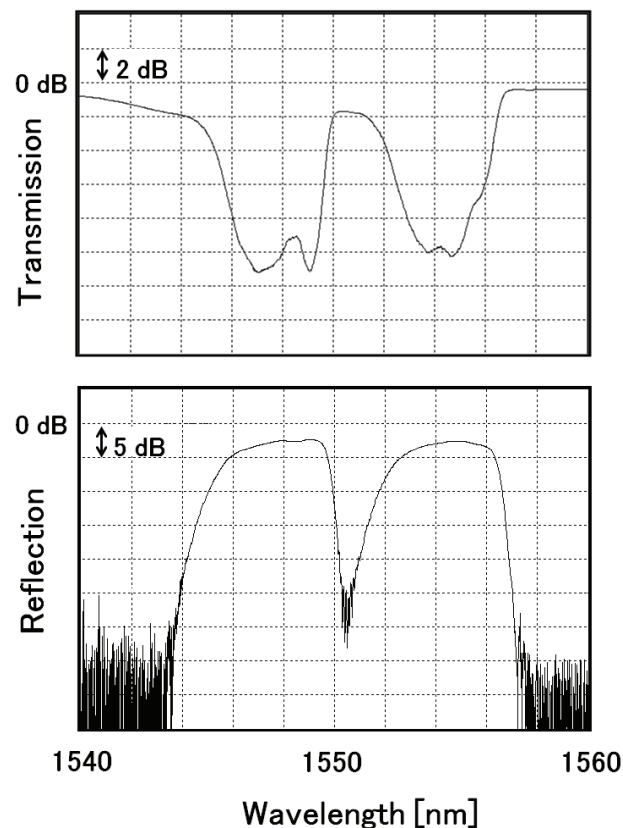 0 dB
2 dB
Transmission
0 dB
5 dB
Reflection
1540 1550 1560
Wavelength [nm]